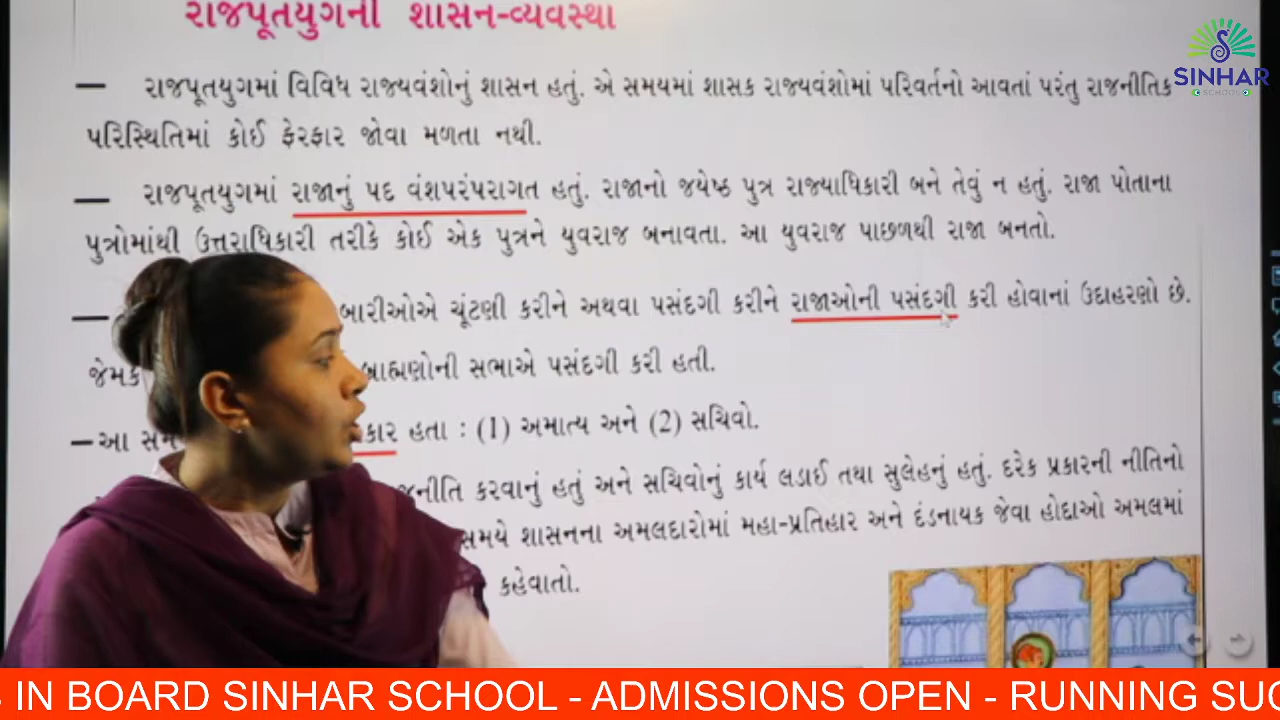 રાજપૂતયુગની શાસન-વ્યવસ્થા
SINHAR
SCHOOL
— રાજપૂતયુગમાં વિવિધ રાજ્યવંશોનું શાસન હતું. એ સમયમાં શાસક રાજ્યવંશોમાં પરિવર્તનો આવતાં પરંતુ રાજનીતિક
પરિસ્થિતિમાં કોઈ ફેરફાર જોવા મળતા નથી.
— રાજપૂતયુગમાં રાજાનું પદ વંશપરંપરાગત હતું. રાજાનો જયેષ્ઠ પુત્ર રાજ્યાધિકારી બને તેવું ન હતું. રાજા પોતાના
પુત્રોમાંથી ઉત્તરાધિકારી તરીકે કોઈ એક પુત્રને યુવરાજ બનાવતા. આ યુવરાજ પાછળથી રાજા બનતો.
— બારીઓએ ચૂંટણી કરીને અથવા પસંદગી કરીને રાજાઓની પસંદગી કરી હોવાનાં ઉદાહરણો છે.
જેમકે બ્રાહ્મણોની સભાએ પસંદગી કરી હતી.
— આ સમ કાર હતા : (1) અમાત્ય અને (2) સચિવો.
જનીતિ કરવાનું હતું અને સચિવોનું કાર્ય લડાઈ તથા સુલેહનું હતું. દરેક પ્રકારની નીતિનો
સમયે શાસનના અમલદારોમાં મહા-પ્રતિહાર અને દંડનાયક જેવા હોદાઓ અમલમાં
કહેવાતો.
IN BOARD SINHAR SCHOOL - ADMISSIONS OPEN - RUNNING SUC